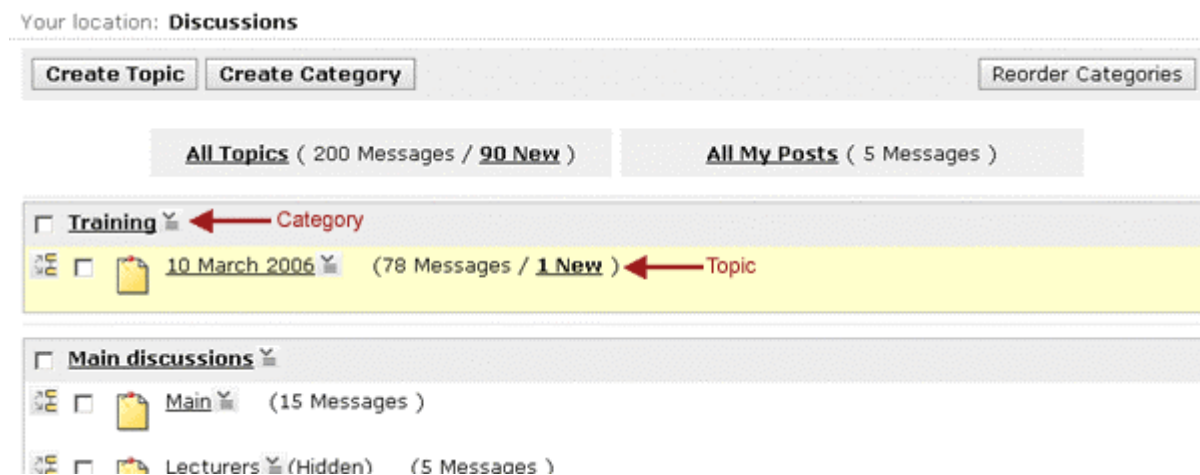 Your location: Discussions
Create Topic Create Category Reorder Categories
All Topics ( 200 Messages / 90 New ) All My Posts ( 5 Messages )
Training Category
10 March 2006 (78 Messages / 1 New ) Topic
Main discussions
Main (15 Messages )
Lecturers (Hidden) (5 Messages )